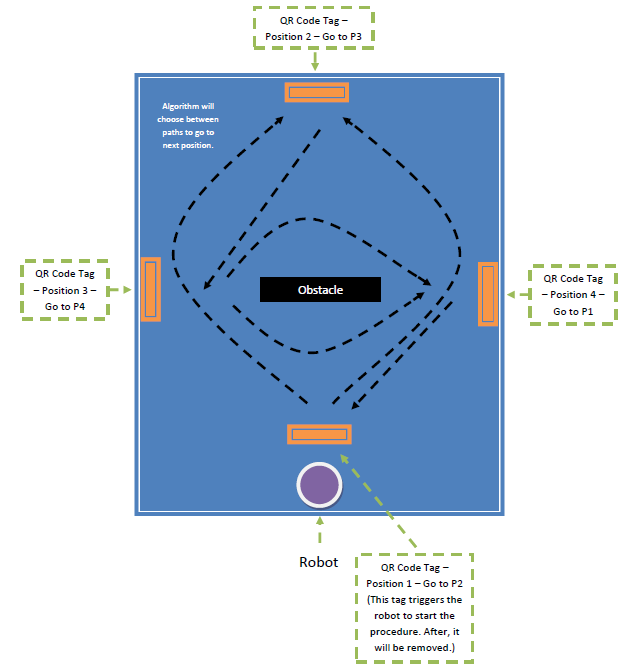 QR Code Tag –
Position 2 – Go to P3
Algorithm will
choose between
paths to go to
next position.
QR Code Tag
– Position 3 –
Go to P4
Obstacle
QR Code Tag
– Position 4 –
Go to P1
Robot
QR Code Tag –
Position 1 – Go to P2
(This tag triggers the
robot to start the
procedure. After, it
will be removed.)